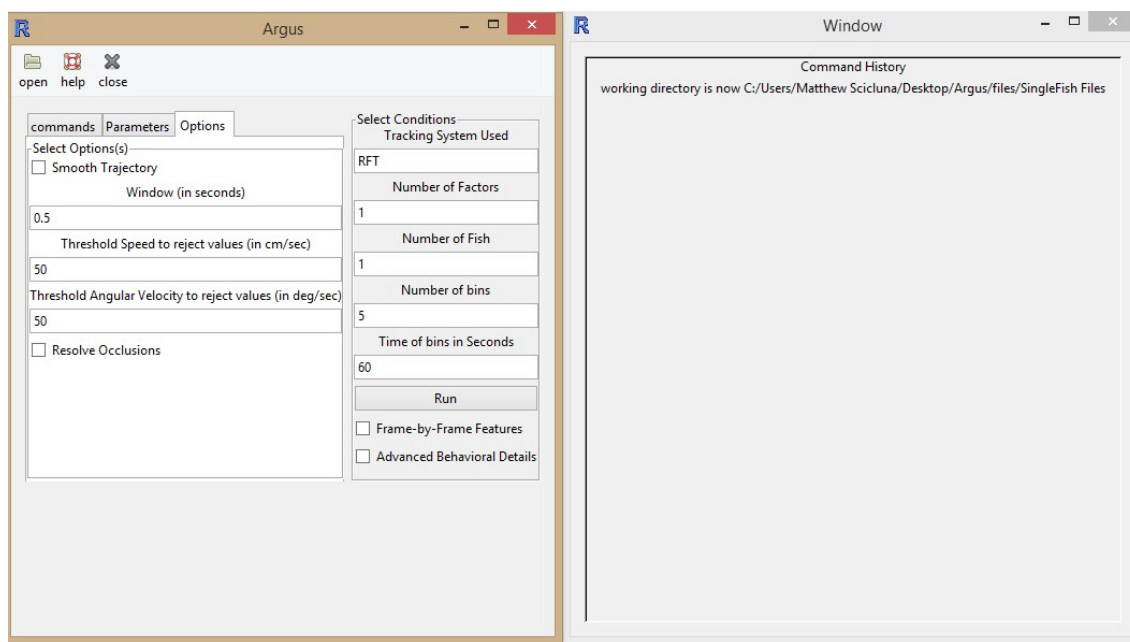 Argus
open help close
commands Parameters Options
Select Options(s)
Smooth Trajectory
Window (in seconds)
0.5
Threshold Speed to reject values (in cm/sec)
50
Threshold Angular Velocity to reject values (in deg/sec)
50
Resolve Occlusions
Select Conditions
Tracking System Used
RFT
Number of Factors
1
Number of Fish
1
Number of bins
5
Time of bins in Seconds
60
Run
Frame-by-Frame Features
Advanced Behavioral Details
Window
Command History
working directory is now C:/Users/Matthew Scicluna/Desktop/Argus/files/SingleFish Files